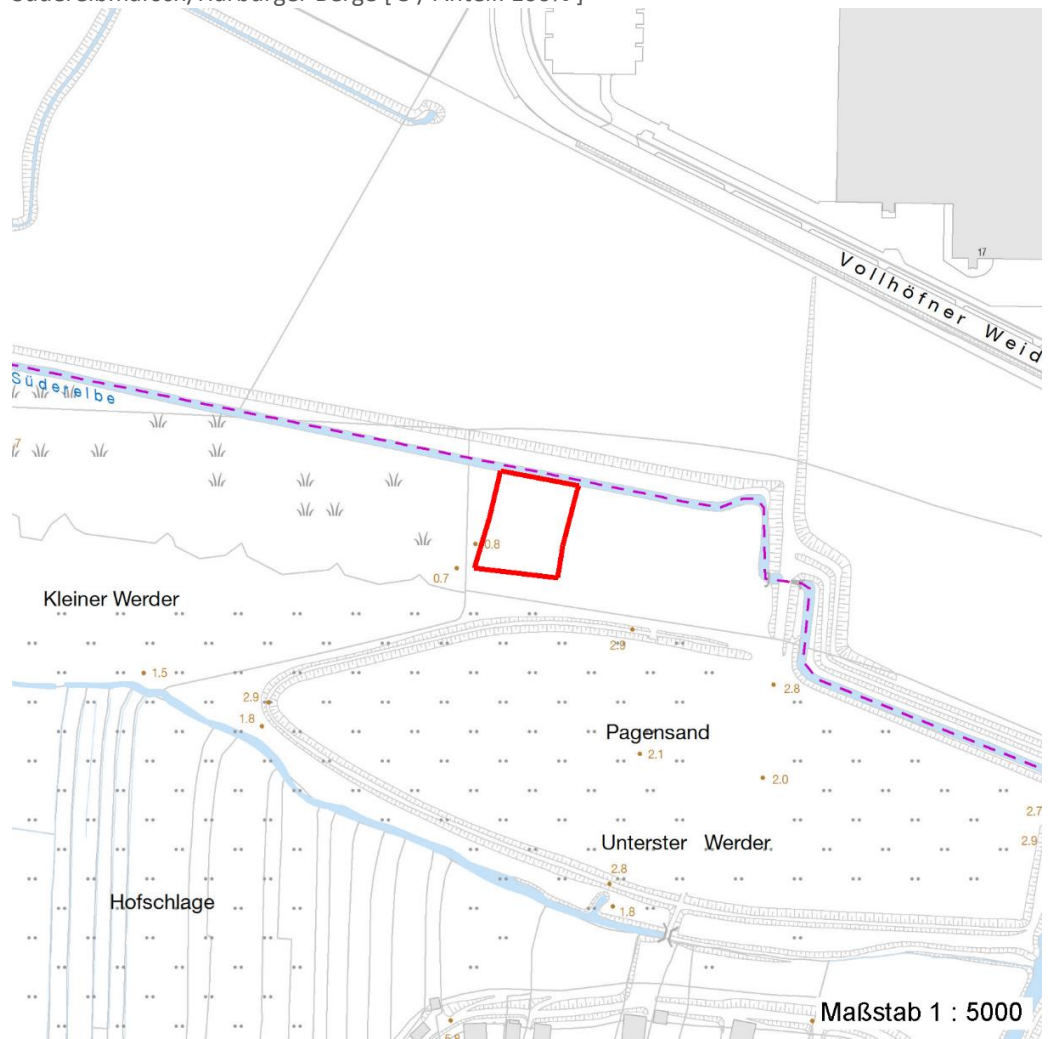 17
Vollhöfner Weid
Süderelbe
7
0.8
0.7
Kleiner Werder
2.9
1.5
2.8
2.9
1.8
Pagensand
2.1
2.0
2.7
Unterster Werder
2.9
2.8
Hofschlage
1.8
Maßstab 1 : 5000